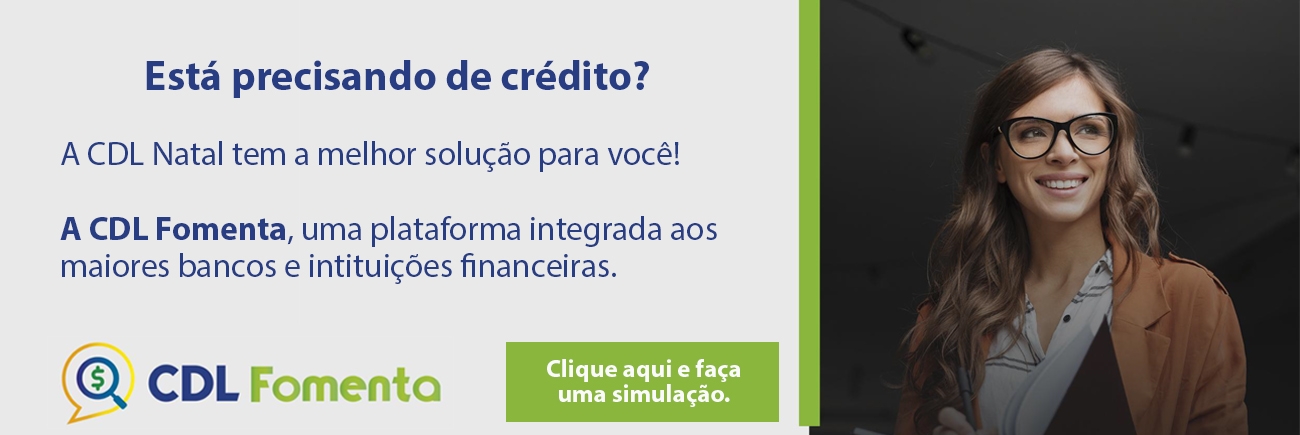 Está precisando de crédito?
A CDL Natal tem a melhor solução para você!
A CDL Fomenta, uma plataforma integrada aos
maiores bancos e intituições financeiras.
$
CDL Fomenta
Clique aqui e faça
uma simulação.